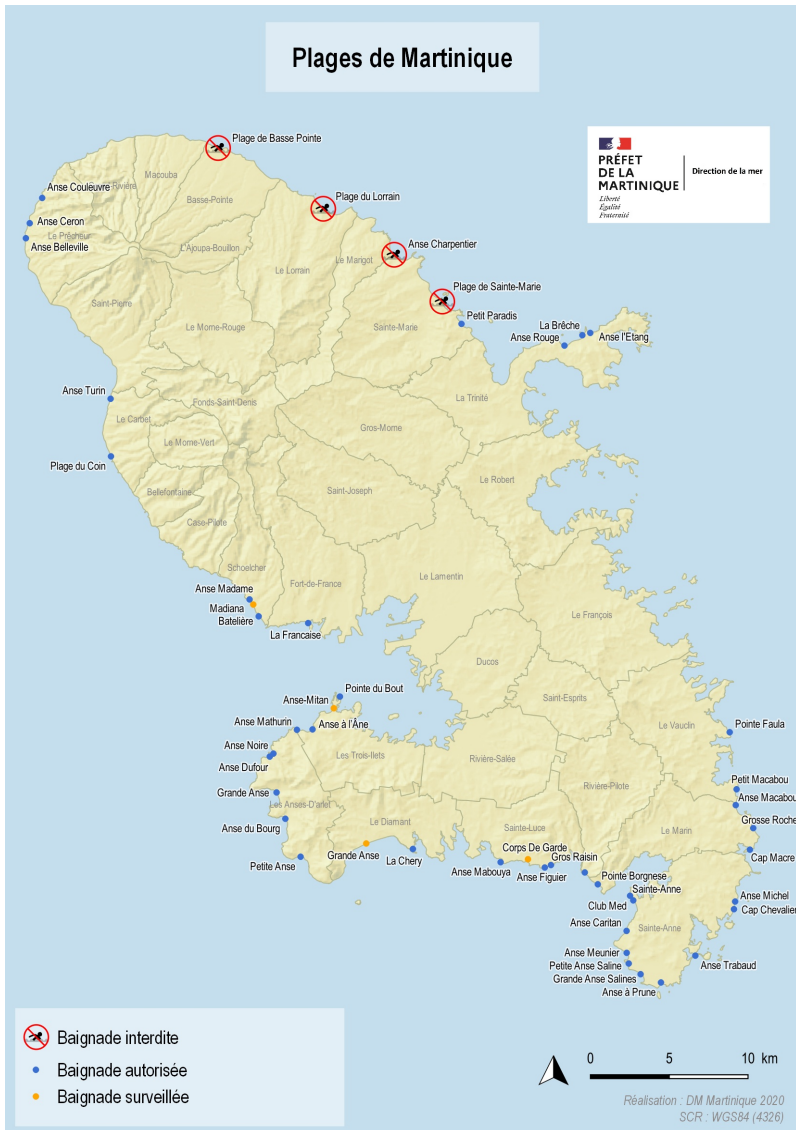 Plages de Martinique
PRÉFET
DE LA
MARTINIQUE
Liberté
Égalité
Fraternité
Direction de la mer
Plage de Basse Pointe
Macouba
Anse Couleuvre
Rivière
Basse-Pointe
Plage du Lorrain
Anse Ceron
Le Prêcheur
Anse Belleville
L'Ajoupa-Bouillon
Anse Charpentier
Le Marigot
Le Lorrain
Plage de Sainte-Marie
Saint-Pierre
Petit Paradis
Le Morne-Rouge
Sainte-Marie
La Brêche
Anse Rouge
Anse l'Etang
Anse Turin
Fonds-Saint-Denis
La Trinité
Le Carbet
Gros-Morne
Le Morne-Vert
Plage du Coin
Le Robert
Bellefontaine
Saint-Joseph
Case-Pilote
Schoelcher
Fort-de-France
Le Lamentin
Anse Madame
Madiana
Batelière
La Francaise
Le François
Ducos
Pointe du Bout
Anse-Mitan
Saint-Esprits
Anse Mathurin
Anse à l'Âne
Le Vauclin
Pointe Faula
Anse Noire
Les Trois-Ilets
Rivière-Salée
Anse Dufour
Rivière-Pilote
Petit Macabou
Grande Anse
Les Anses-D'arlet
Anse Macabou
Anse du Bourg
Le Diamant
Sainte-Luce
Le Marin
Grosse Roche
Grande Anse
La Chery
Corps De Garde
Gros Raisin
Cap Macre
Petite Anse
Anse Mabouya
Anse Figuier
Pointe Borgnese
Sainte-Anne
Club Med
Anse Michel
Cap Chevalier
Anse Caritan
Sainte-Anne
Anse Meunier
Petite Anse Saline
Anse Trabaud
Grande Anse Salines
Anse à Prune
Baignade interdite
Baignade autorisée
Baignade surveillée
0 5 10 km
Réalisation : DM Martinique 2020
SCR : WGS84 (4326)